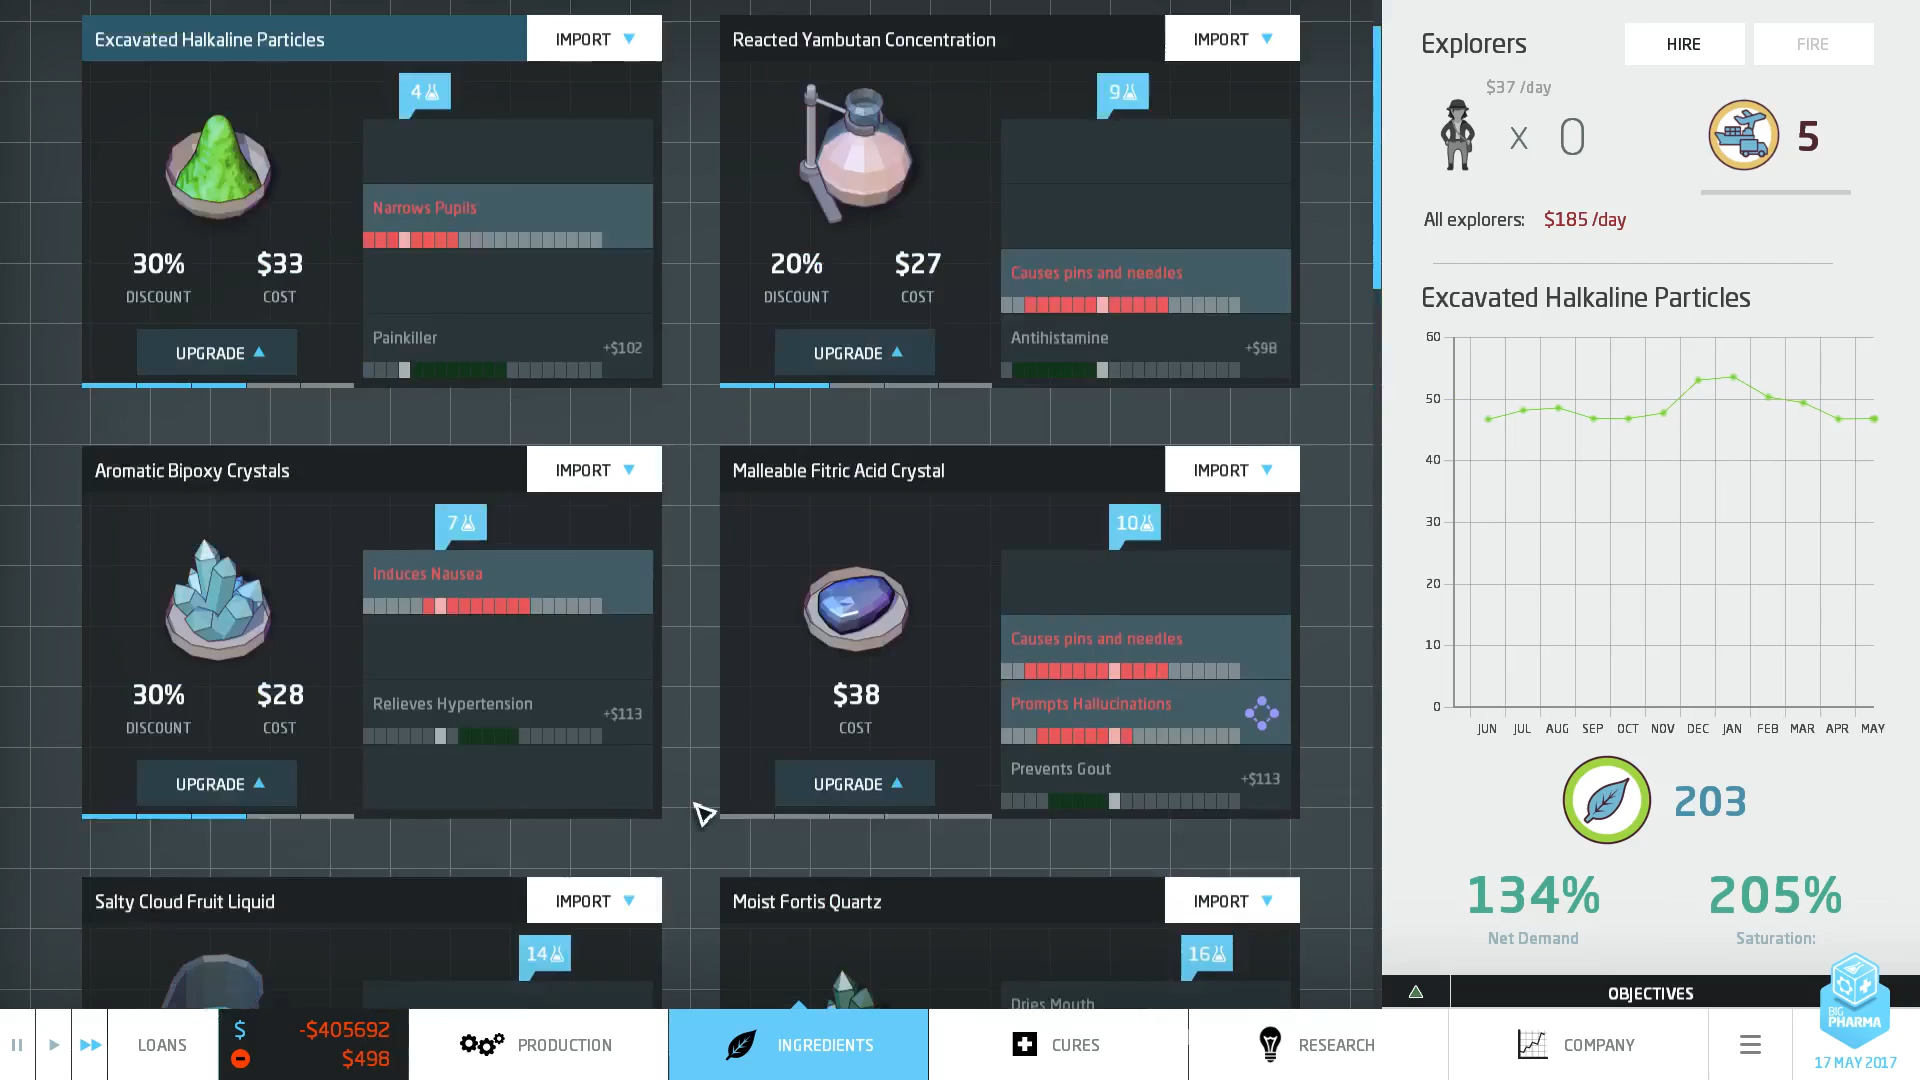 Excavated Halkaline Particles
IMPORT
4
Narrows Pupils
30%
DISCOUNT
$33
COST
Painkiller
+$102
UPGRADE
Reacted Yambutan Concentration
IMPORT
9
Causes pins and needles
20%
DISCOUNT
$27
COST
Antihistamine
+$98
UPGRADE
Aromatic Bipoxy Crystals
IMPORT
7
Induces Nausea
30%
DISCOUNT
$28
COST
Relieves Hypertension
+$113
UPGRADE
Malleable Fitric Acid Crystal
IMPORT
10
Causes pins and needles
Prompts Hallucinations
$38
COST
Prevents Gout
+$113
UPGRADE
Salty Cloud Fruit Liquid
IMPORT
14
Moist Fortis Quartz
IMPORT
16
Dries Mouth
Explorers
HIRE
FIRE
$37 /day
X 0
5
All explorers: $185 /day
Excavated Halkaline Particles
60
50
40
30
20
10
0
JUN JUL AUG SEP OCT NOV DEC JAN FEB MAR APR MAY
203
134%
Net Demand
205%
Saturation:
OBJECTIVES
BIG
PHARMA
17 MAY 2017
LOANS
$ -$405692
$498
PRODUCTION
INGREDIENTS
CURES
RESEARCH
COMPANY